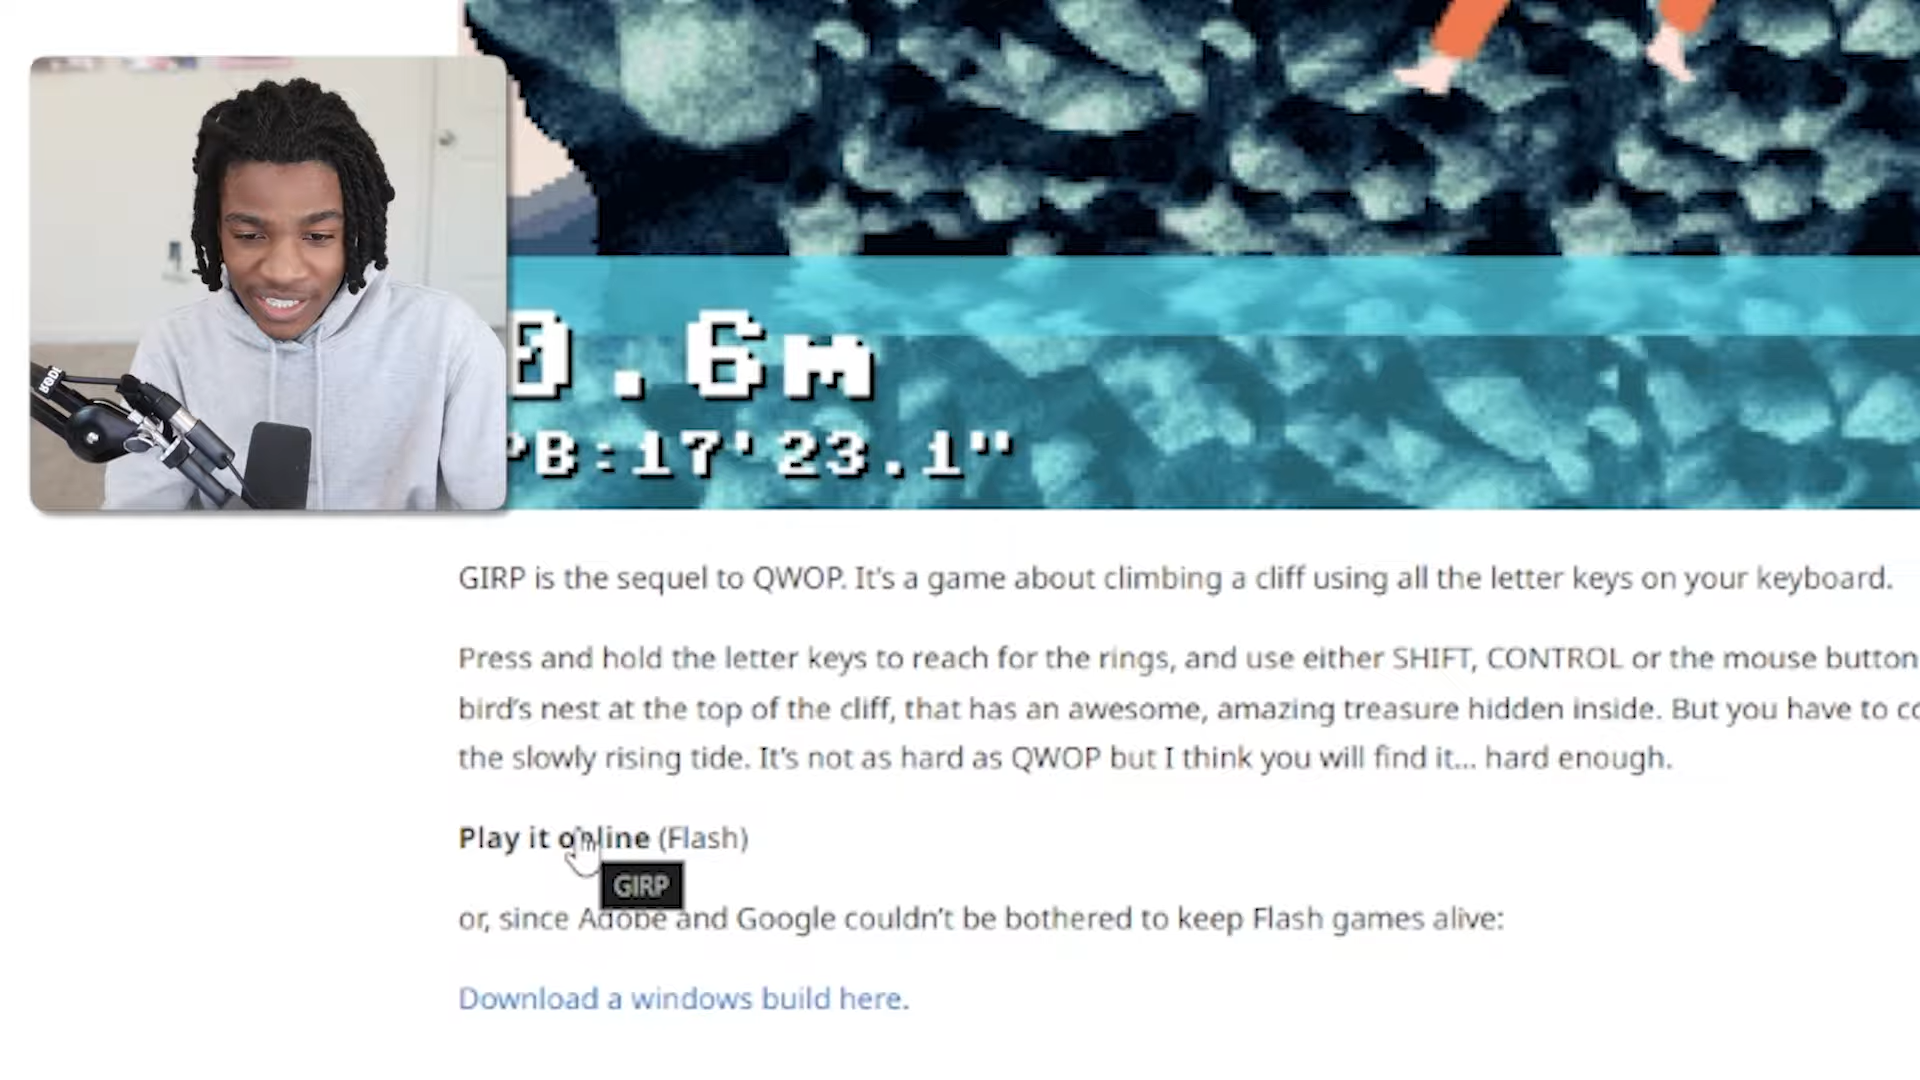 RODE
0.6m
PB:17'23.1"
GIRP is the sequel to QWOP. It's a game about climbing a cliff using all the letter keys on your keyboard.
Press and hold the letter keys to reach for the rings, and use either SHIFT, CONTROL or the mouse button
bird's nest at the top of the cliff, that has an awesome, amazing treasure hidden inside. But you have to
the slowly rising tide. It's not as hard as QWOP but I think you will find it... hard enough.
Play it online (Flash)
GIRP
or, since Adobe and Google couldn't be bothered to keep Flash games alive:
Download a windows build here.